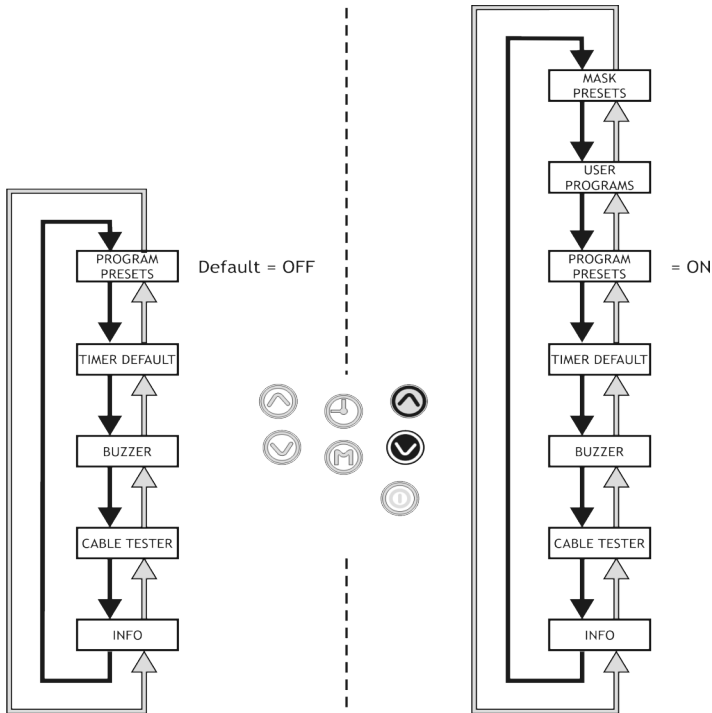 PROGRAM
PRESETS
Default = OFF
TIMER DEFAULT
BUZZER
CABLE TESTER
INFO
M
MASK
PRESETS
USER
PROGRAMS
PROGRAM
PRESETS
= ON
TIMER DEFAULT
BUZZER
CABLE TESTER
INFO